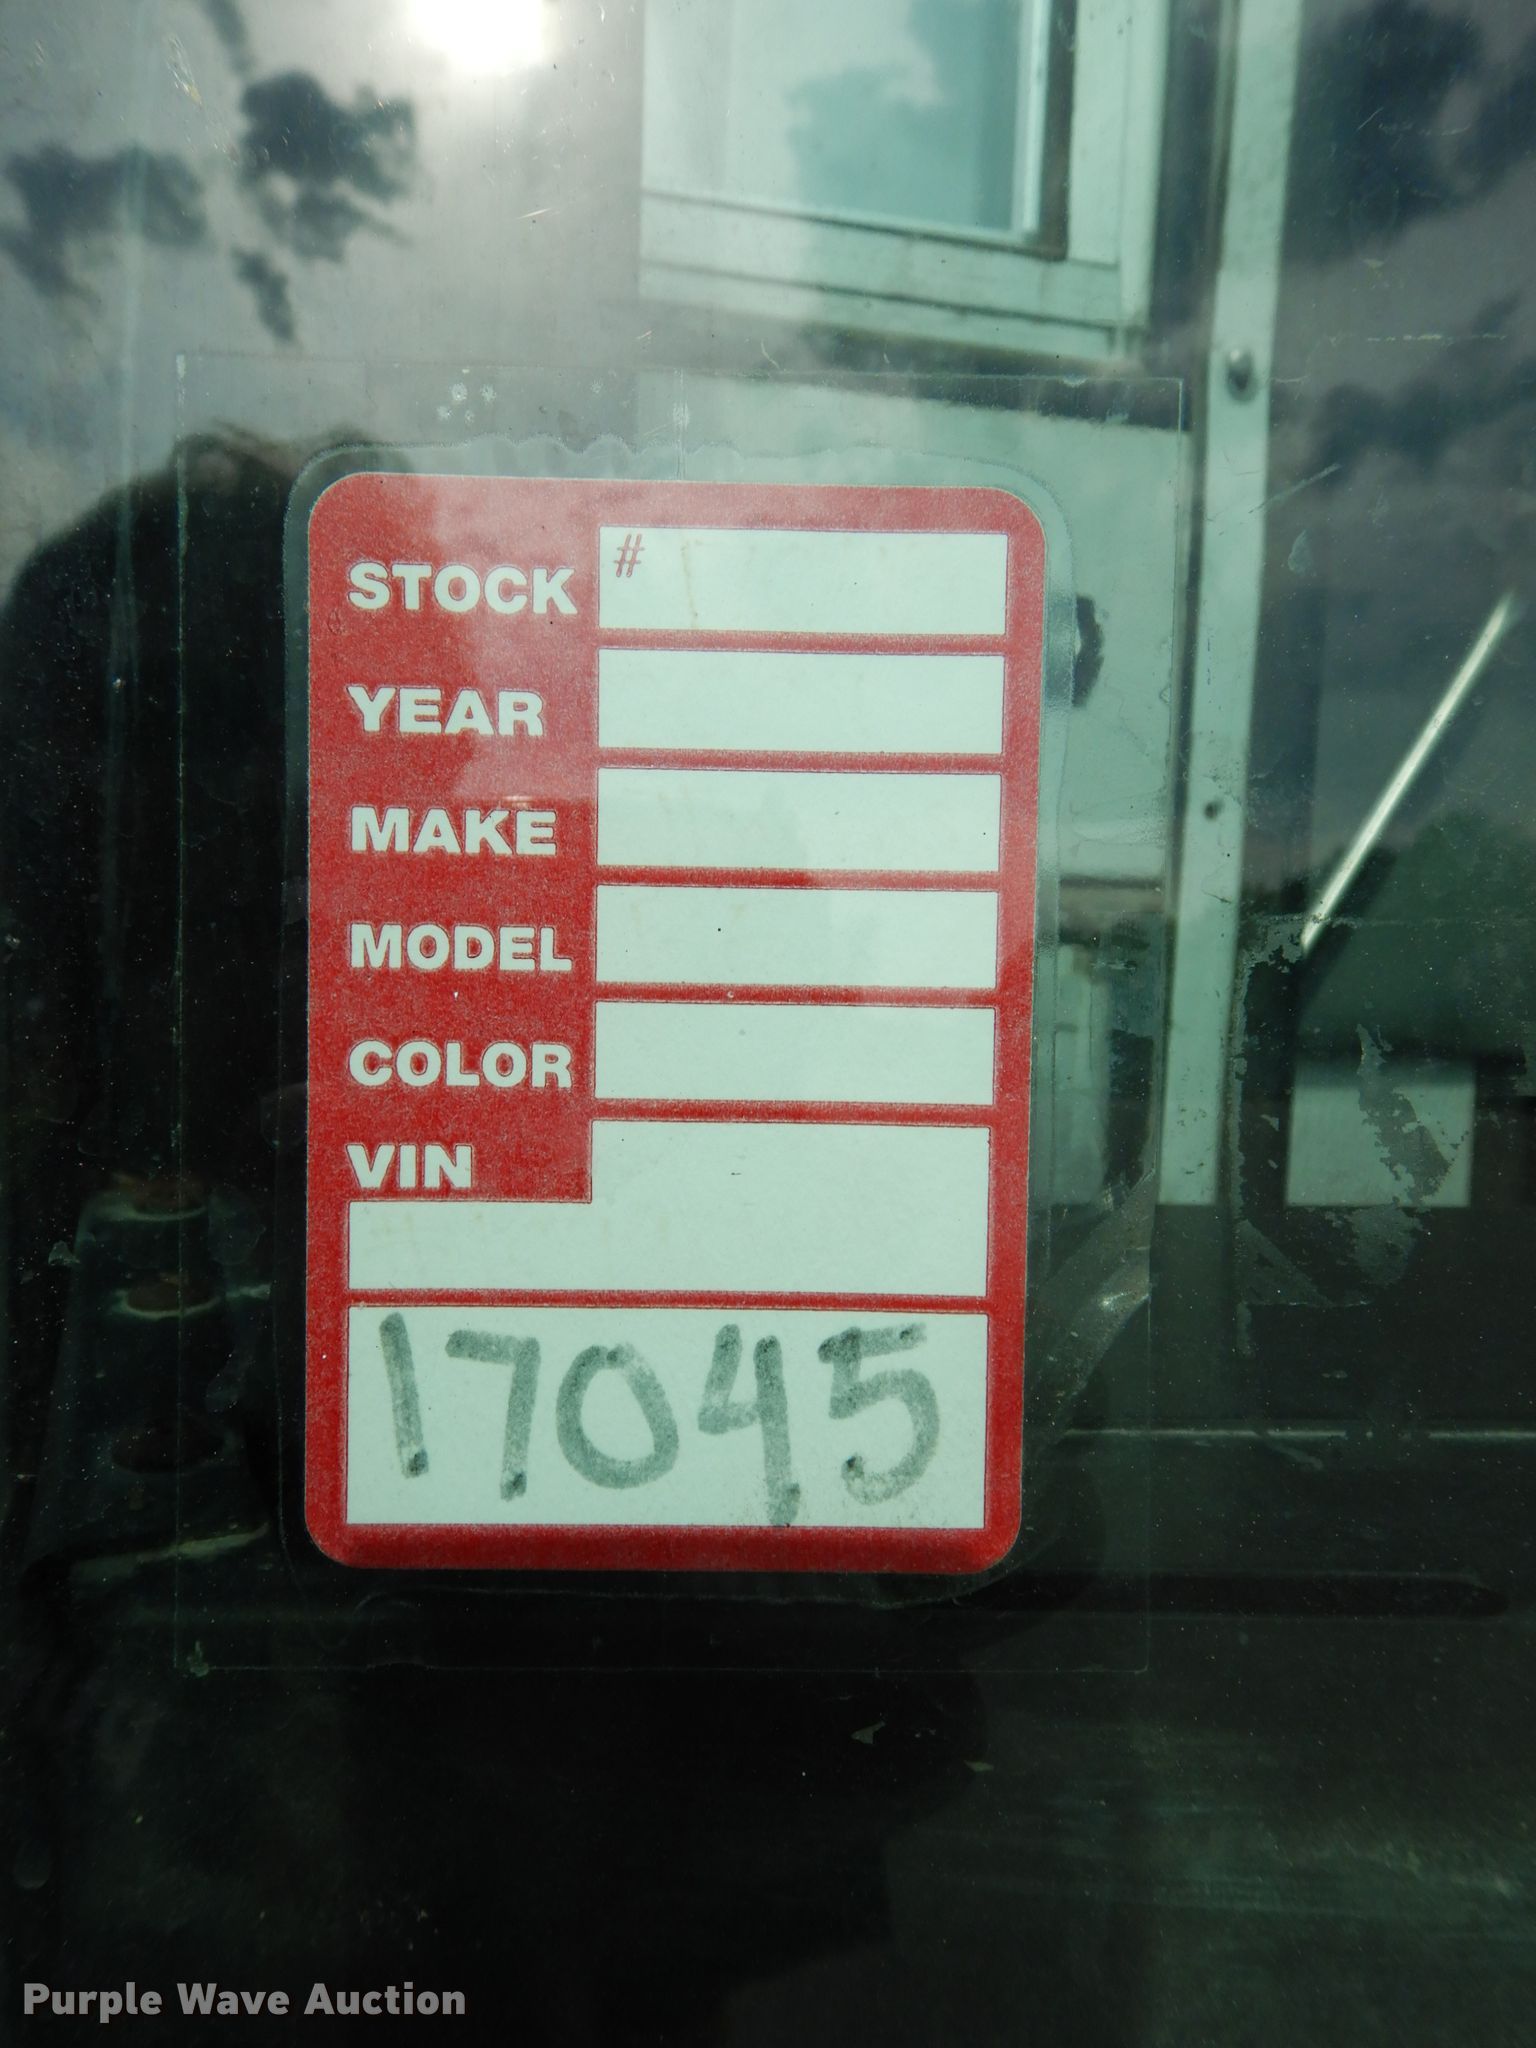 STOCK #
YEAR
MAKE
MODEL
COLOR
VIN
17045
Purple Wave Auction